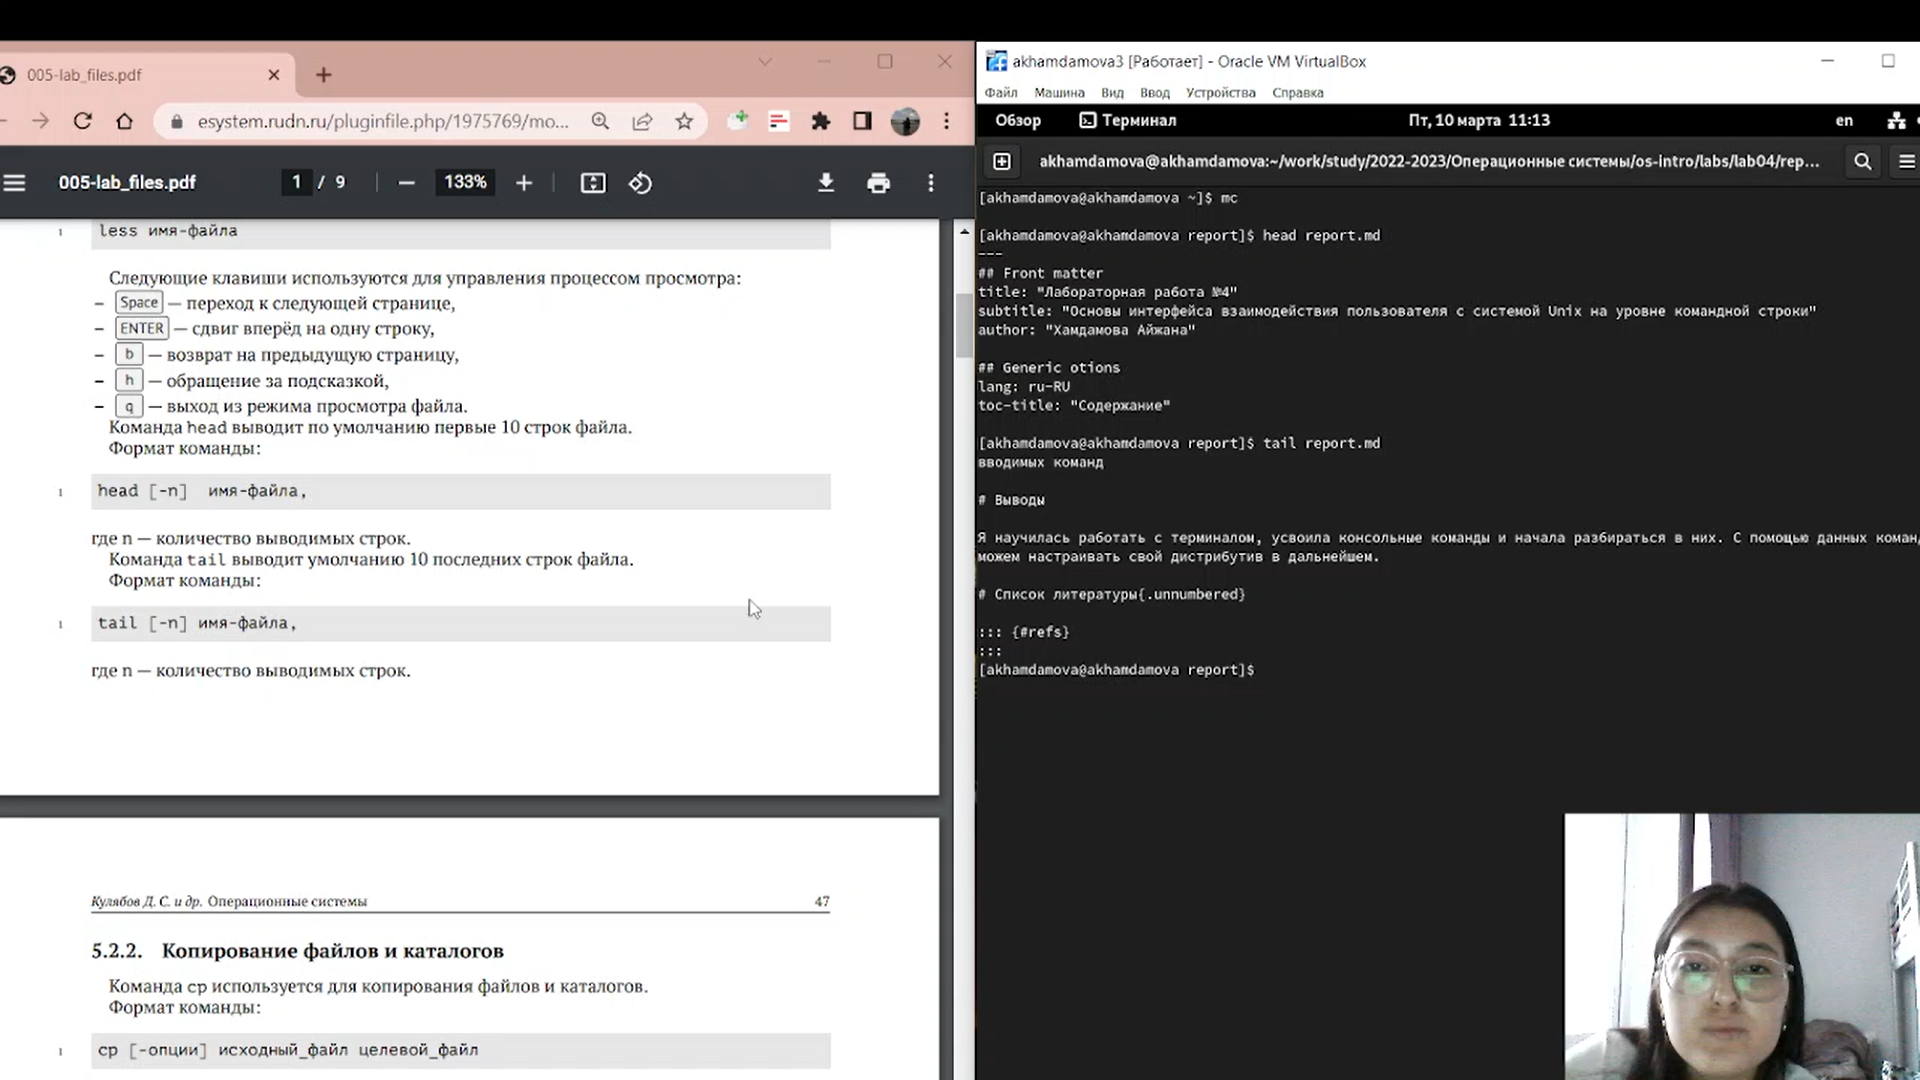 005-lab_files.pdf
esystem.rudn.ru/pluginfile.php/1975769/mo...
005-lab_files.pdf
1 / 9
133%
1 less имя-файла
Следующие клавиши используются для управления процессом просмотра:
– Space — переход к следующей странице,
– ENTER — сдвиг вперёд на одну строку,
– b — возврат на предыдущую страницу,
– h — обращение за подсказкой,
– q — выход из режима просмотра файла.
Команда head выводит по умолчанию первые 10 строк файла.
Формат команды:
1 head [-n] имя-файла,
где n — количество выводимых строк.
Команда tail выводит умолчанию 10 последних строк файла.
Формат команды:
1 tail [-n] имя-файла,
где n — количество выводимых строк.
Кулябов Д. С. и др. Операционные системы 47
5.2.2. Копирование файлов и каталогов
Команда cp используется для копирования файлов и каталогов.
Формат команды:
1 cp [-опции] исходный_файл целевой_файл
akhamdamova3 [Работает] - Oracle VM VirtualBox
Файл Машина Вид Ввод Устройства Справка
Обзор Терминал Пт, 10 марта 11:13 en
akhamdamova@akhamdamova:~/work/study/2022-2023/Операционные системы/os-intro/labs/lab04/rep...
[akhamdamova@akhamdamova ~]$ mc
[akhamdamova@akhamdamova report]$ head report.md
---
## Front matter
title: "Лабораторная работа №4"
subtitle: "Основы интерфейса взаимодействия пользователя с системой Unix на уровне командной строки"
author: "Хамдамова Айжана"
## Generic otions
lang: ru-RU
toc-title: "Содержание"
[akhamdamova@akhamdamova report]$ tail report.md
вводимых команд
# Выводы
Я научилась работать с терминалом, усвоила консольные команды и начала разбираться в них. С помощью данных коман
можем настраивать свой дистрибутив в дальнейшем.
# Список литературы{.unnumbered}
::: {#refs}
:::
[akhamdamova@akhamdamova report]$